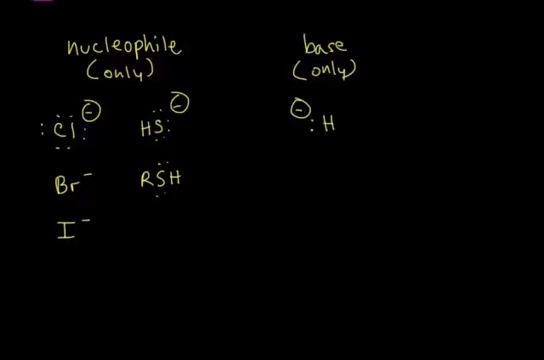 nucleophile base
(only) (only)
:Cl:⊖ HS:⊖ ⊖:H
Br⁻ RSH
I⁻